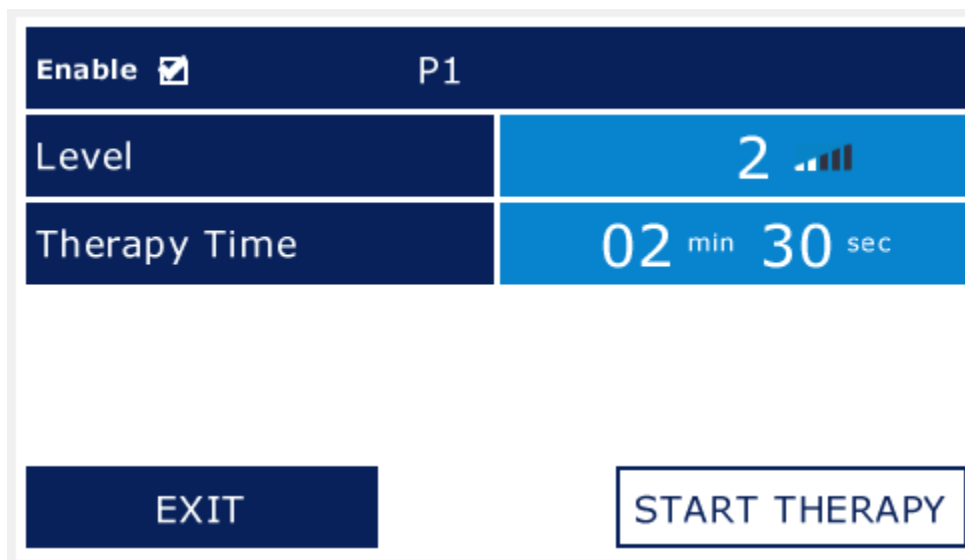 Enable P1
Level 2
Therapy Time 02 min 30 sec
EXIT START THERAPY